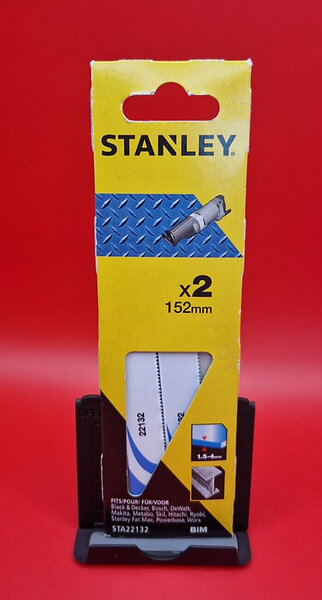 STANLEY
x2
152mm
22132
1.5-4mm
FITS/POUR/ FÜR/VOOR
Black & Decker, Bosch, DeWalt,
Makita, Metabo, Skil, Hitachi, Ryobi,
Stanley Fat Max, Powerbase, Worx
STA22132
BiM